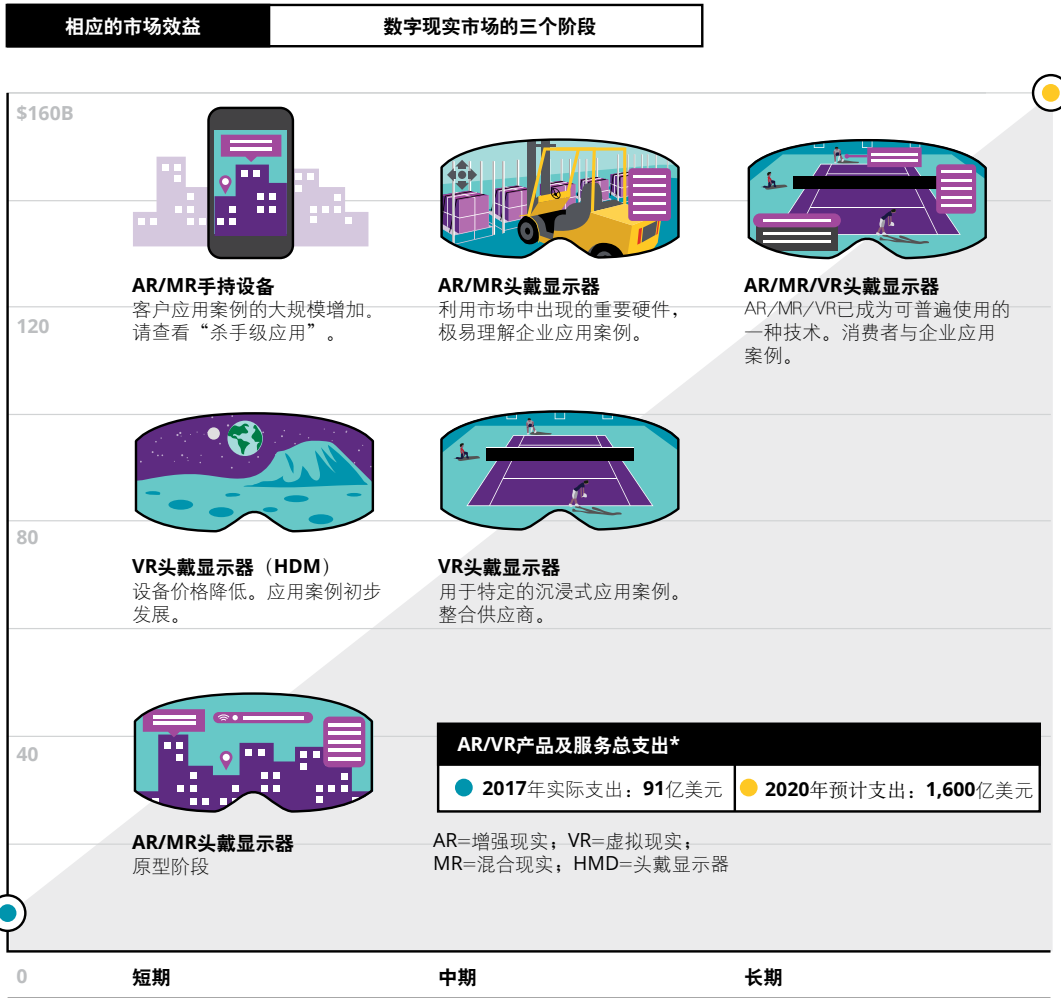 相应的市场效益
数字现实市场的三个阶段
$160B
AR/MR手持设备
客户应用案例的大规模增加。
请查看“杀手级应用”。
AR/MR头戴显示器
利用市场中出现的重要硬件，
极易理解企业应用案例。
AR/MR/VR头戴显示器
AR/MR/VR已成为可普遍使用的
一种技术。消费者与企业应用
案例。
120
VR头戴显示器（HDM）
设备价格降低。应用案例初步
发展。
VR头戴显示器
用于特定的沉浸式应用案例。
整合供应商。
80
AR/MR头戴显示器
原型阶段
40
AR/VR产品及服务总支出*
2017年实际支出：91亿美元
2020年预计支出：1,600亿美元
AR=增强现实；VR=虚拟现实；
MR=混合现实；HMD=头戴显示器
0
短期
中期
长期